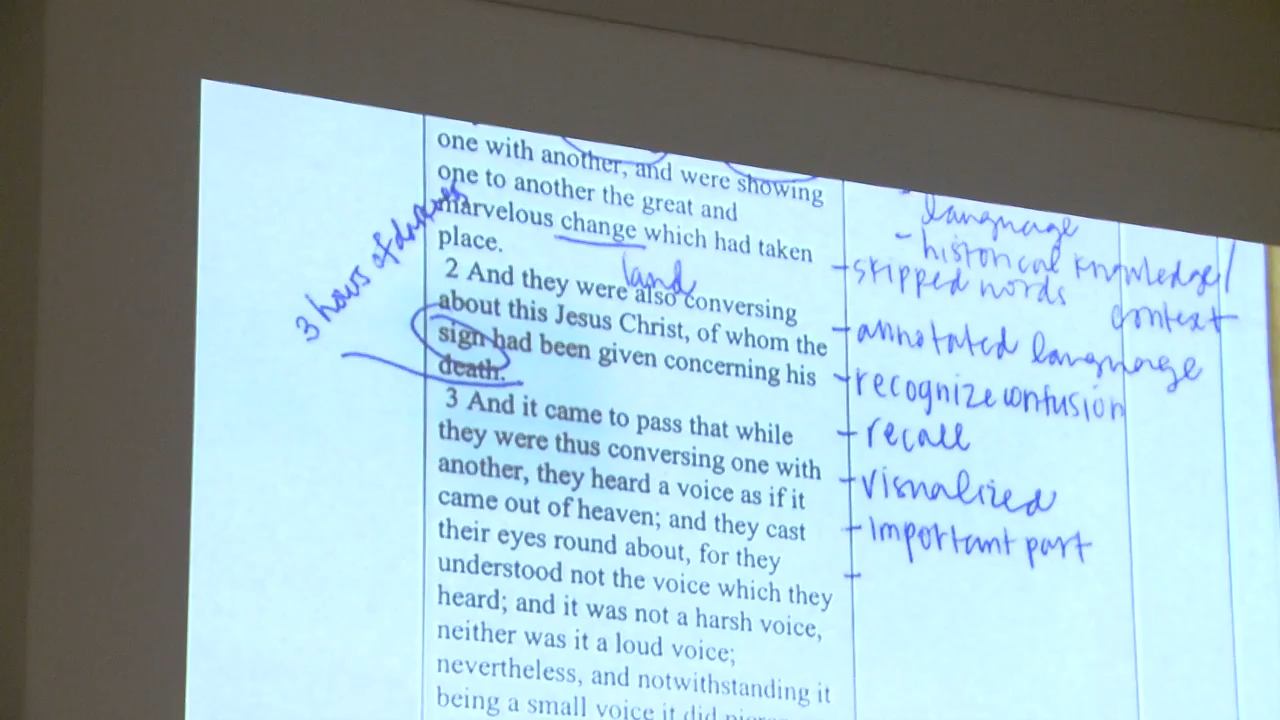 one with another, and were showing
one to another the great and
marvelous change which had taken
place.
land
2 And they were also conversing
about this Jesus Christ, of whom the
sign had been given concerning his
death.
3 And it came to pass that while
they were thus conversing one with
another, they heard a voice as if it
came out of heaven; and they cast
their eyes round about, for they
understood not the voice which they
heard; and it was not a harsh voice,
neither was it a loud voice;
nevertheless, and notwithstanding it
being a small voice it did
3 hours of
- language
- historical knowledge/
context
- skipped words
- annotated language
- recognize confusion
- recall
- visualized
- important part
-